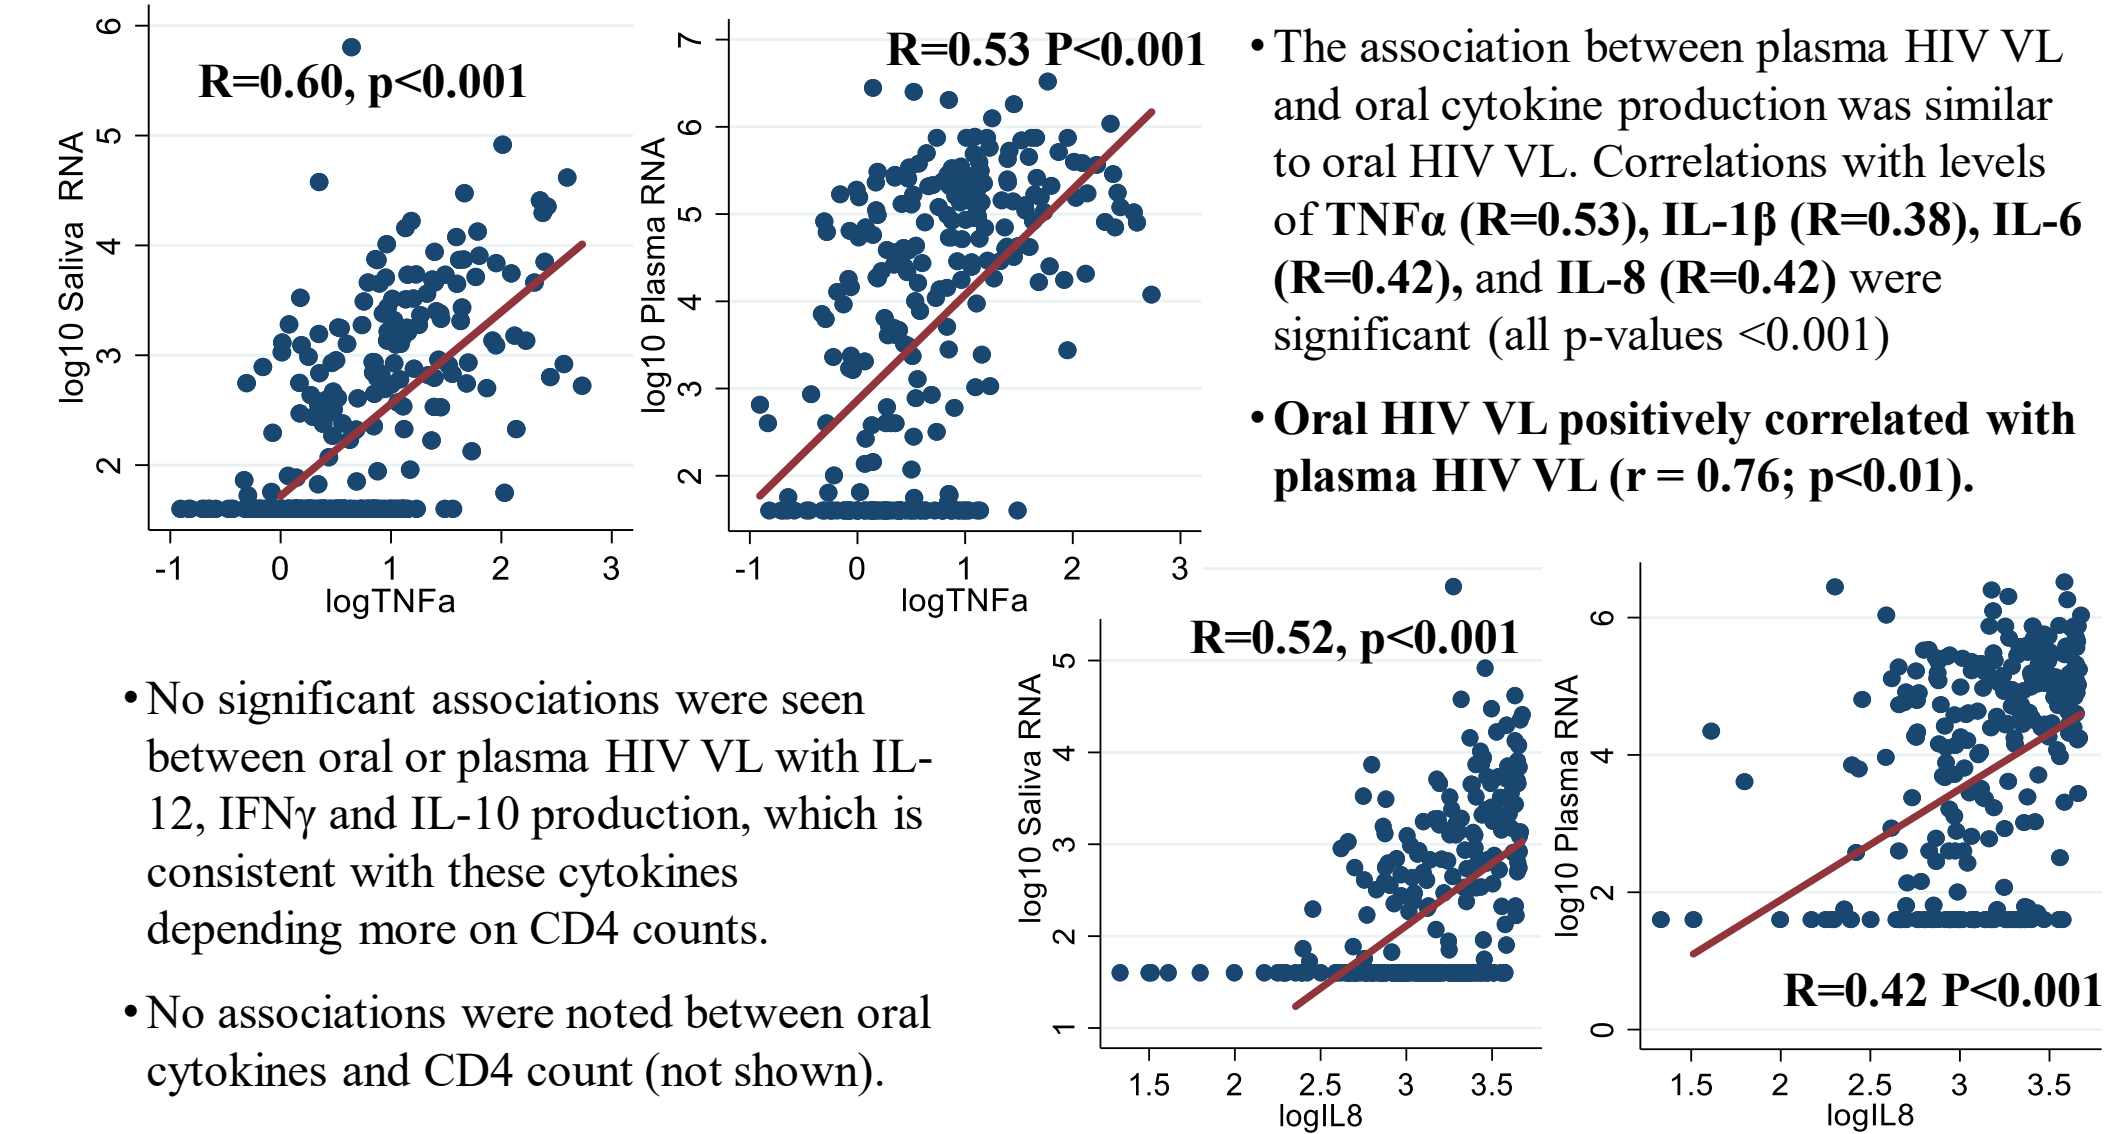 6
5
4
3
2
log10 Saliva RNA
R=0.60, p<0.001
-1 0 1 2 3
logTNFa
7
6
5
4
3
2
log10 Plasma RNA
R=0.53 P<0.001
-1 0 1 2 3
logTNFa
• The association between plasma HIV VL
and oral cytokine production was similar
to oral HIV VL. Correlations with levels
of TNFα (R=0.53), IL-1β (R=0.38), IL-6
(R=0.42), and IL-8 (R=0.42) were
significant (all p-values <0.001)
• Oral HIV VL positively correlated with
plasma HIV VL (r = 0.76; p<0.01).
• No significant associations were seen
between oral or plasma HIV VL with IL-
12, IFNγ and IL-10 production, which is
consistent with these cytokines
depending more on CD4 counts.
• No associations were noted between oral
cytokines and CD4 count (not shown).
R=0.52, p<0.001
5
4
3
2
1
log10 Saliva RNA
1.5 2 2.5 3 3.5
logIL8
6
4
2
0
log10 Plasma RNA
R=0.42 P<0.001
1.5 2 2.5 3 3.5
logIL8